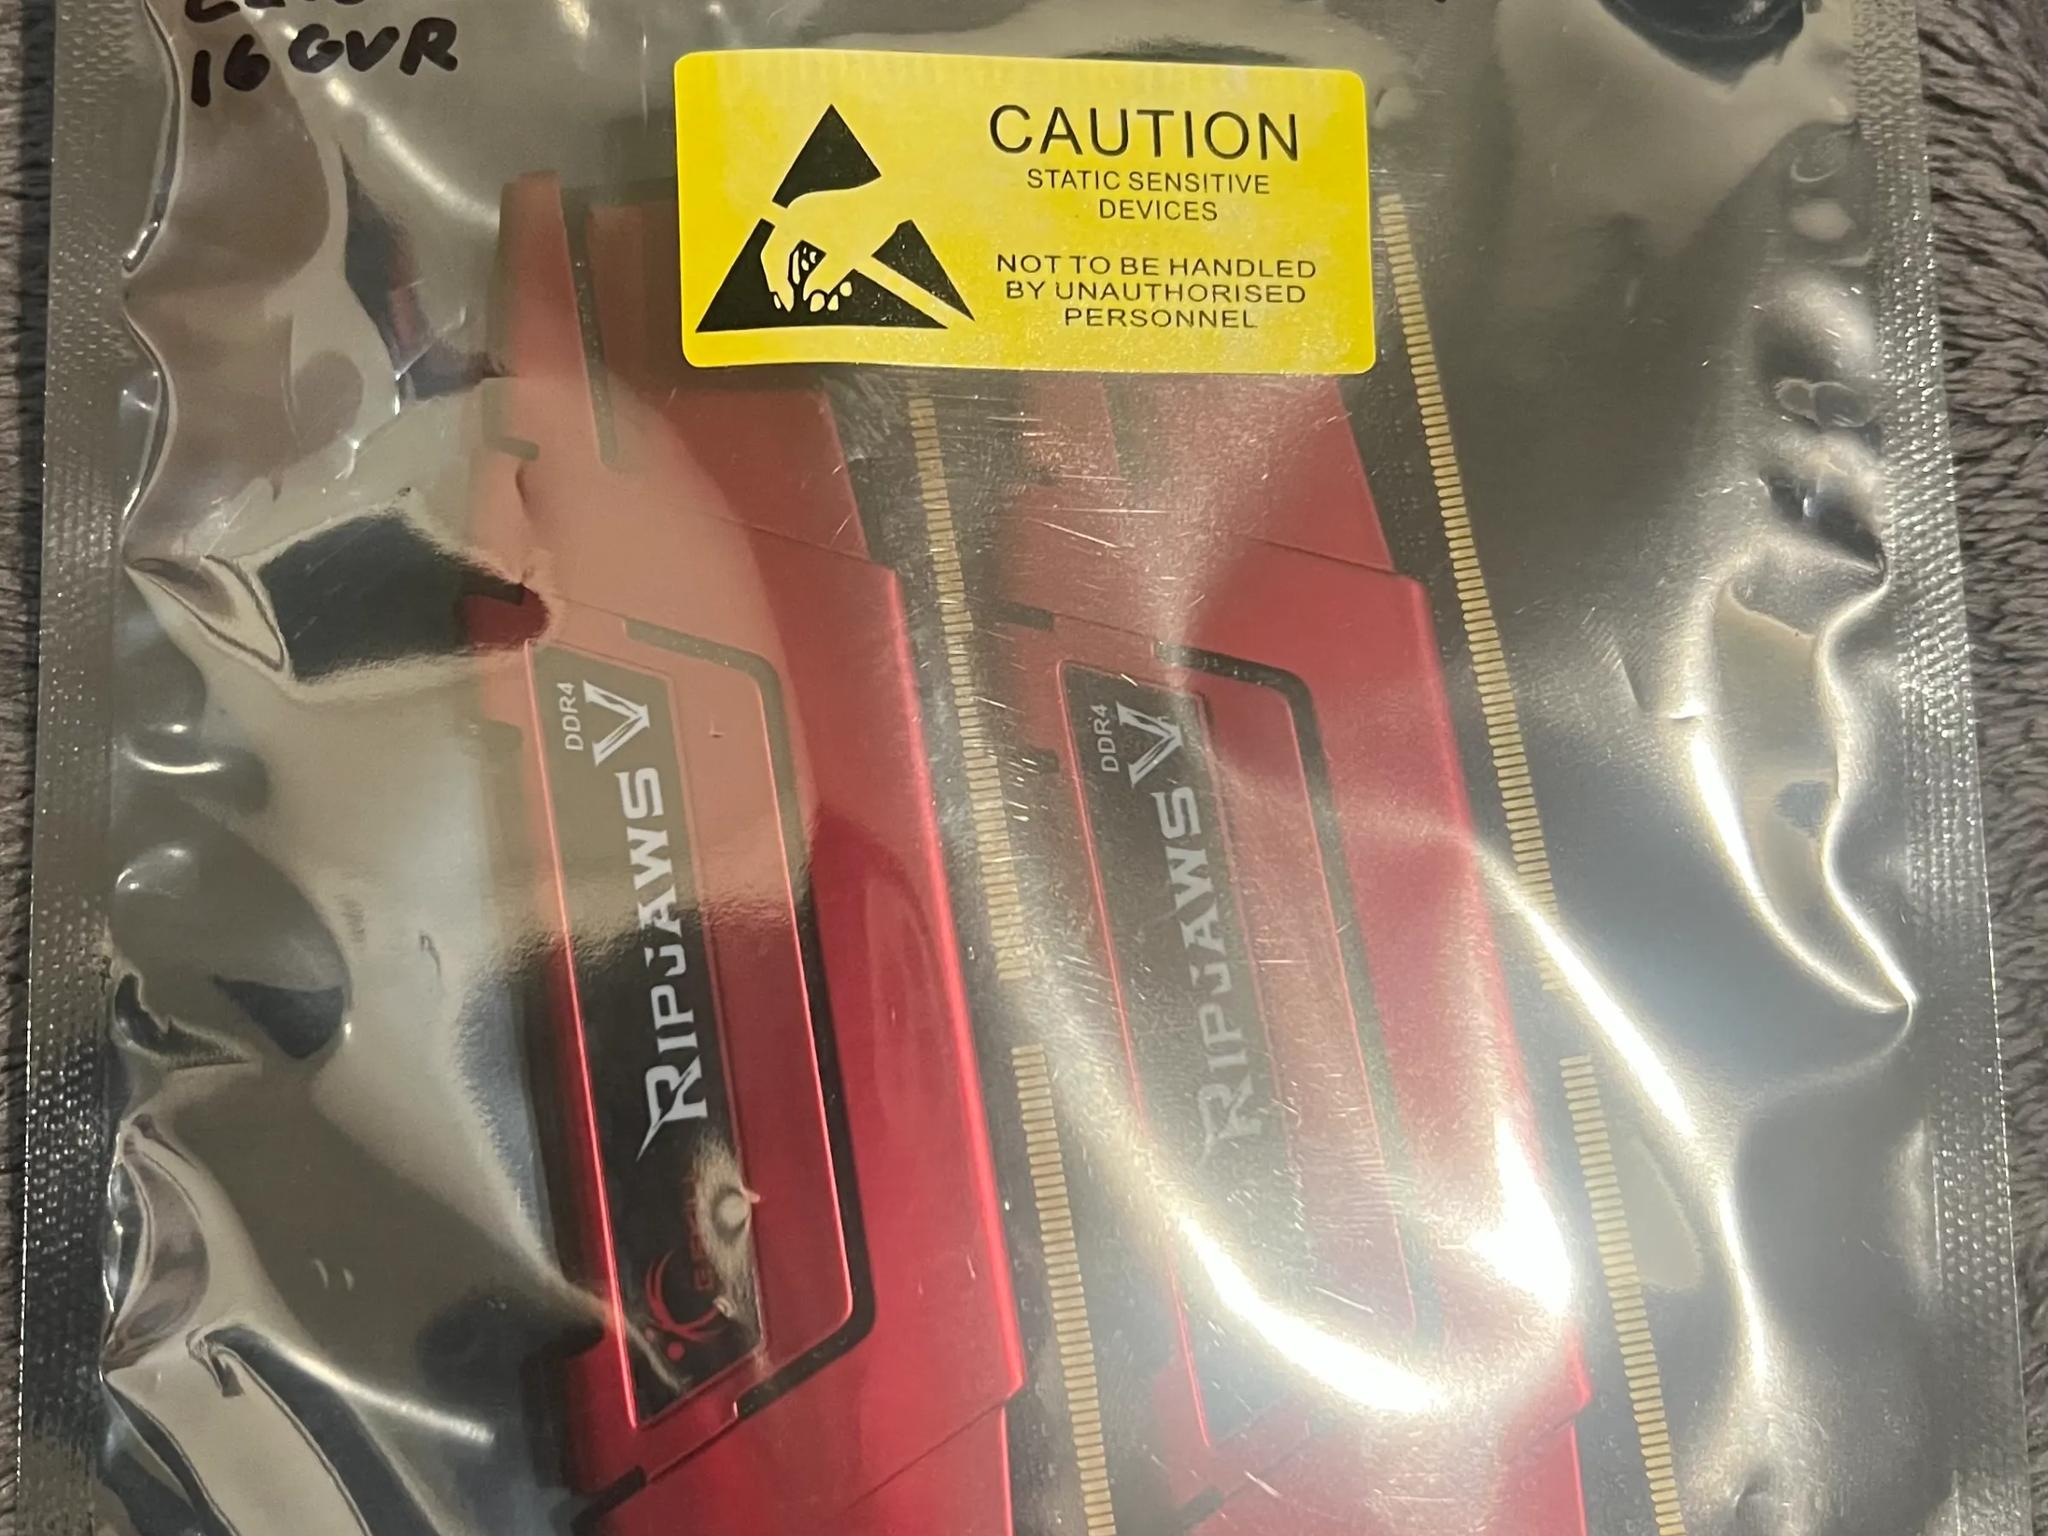 16GVR
CAUTION
STATIC SENSITIVE
DEVICES
NOT TO BE HANDLED
BY UNAUTHORISED
PERSONNEL
DDR4
RIPJAWS V
DDR4
RIPJAWS V